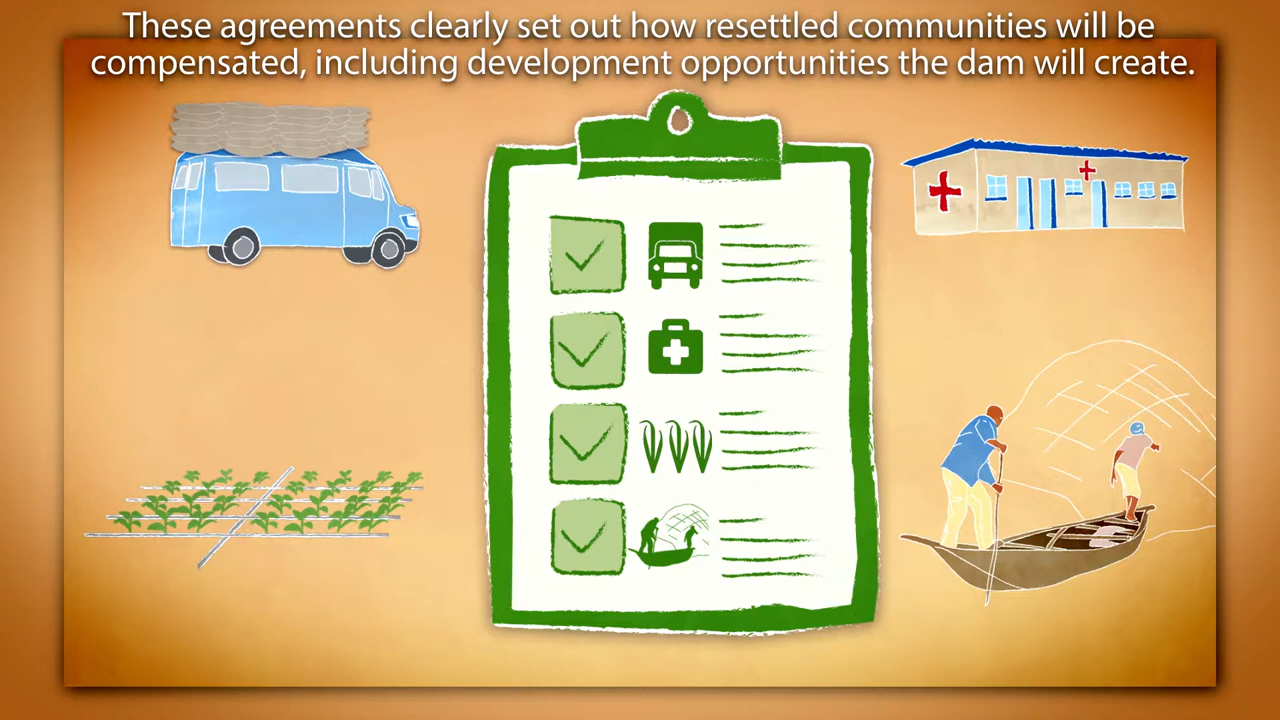 These agreements clearly set out how resettled communities will be
compensated, including development opportunities the dam will create.